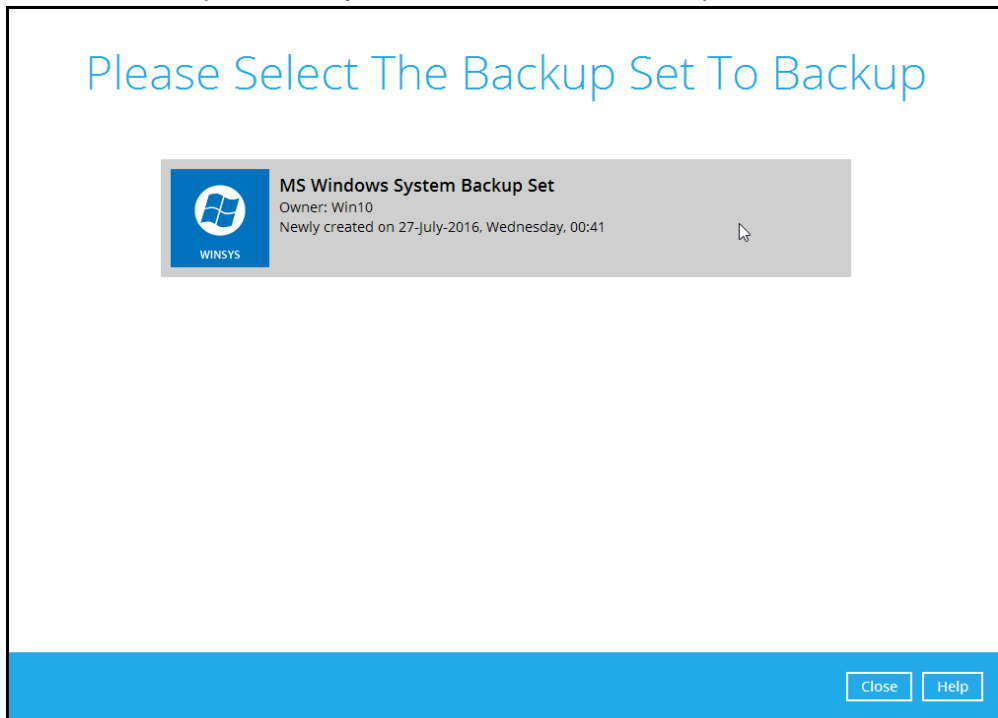 Please Select The Backup Set To Backup
MS Windows System Backup Set
Owner: Win10
Newly created on 27-July-2016, Wednesday, 00:41
WINSYS
Close Help